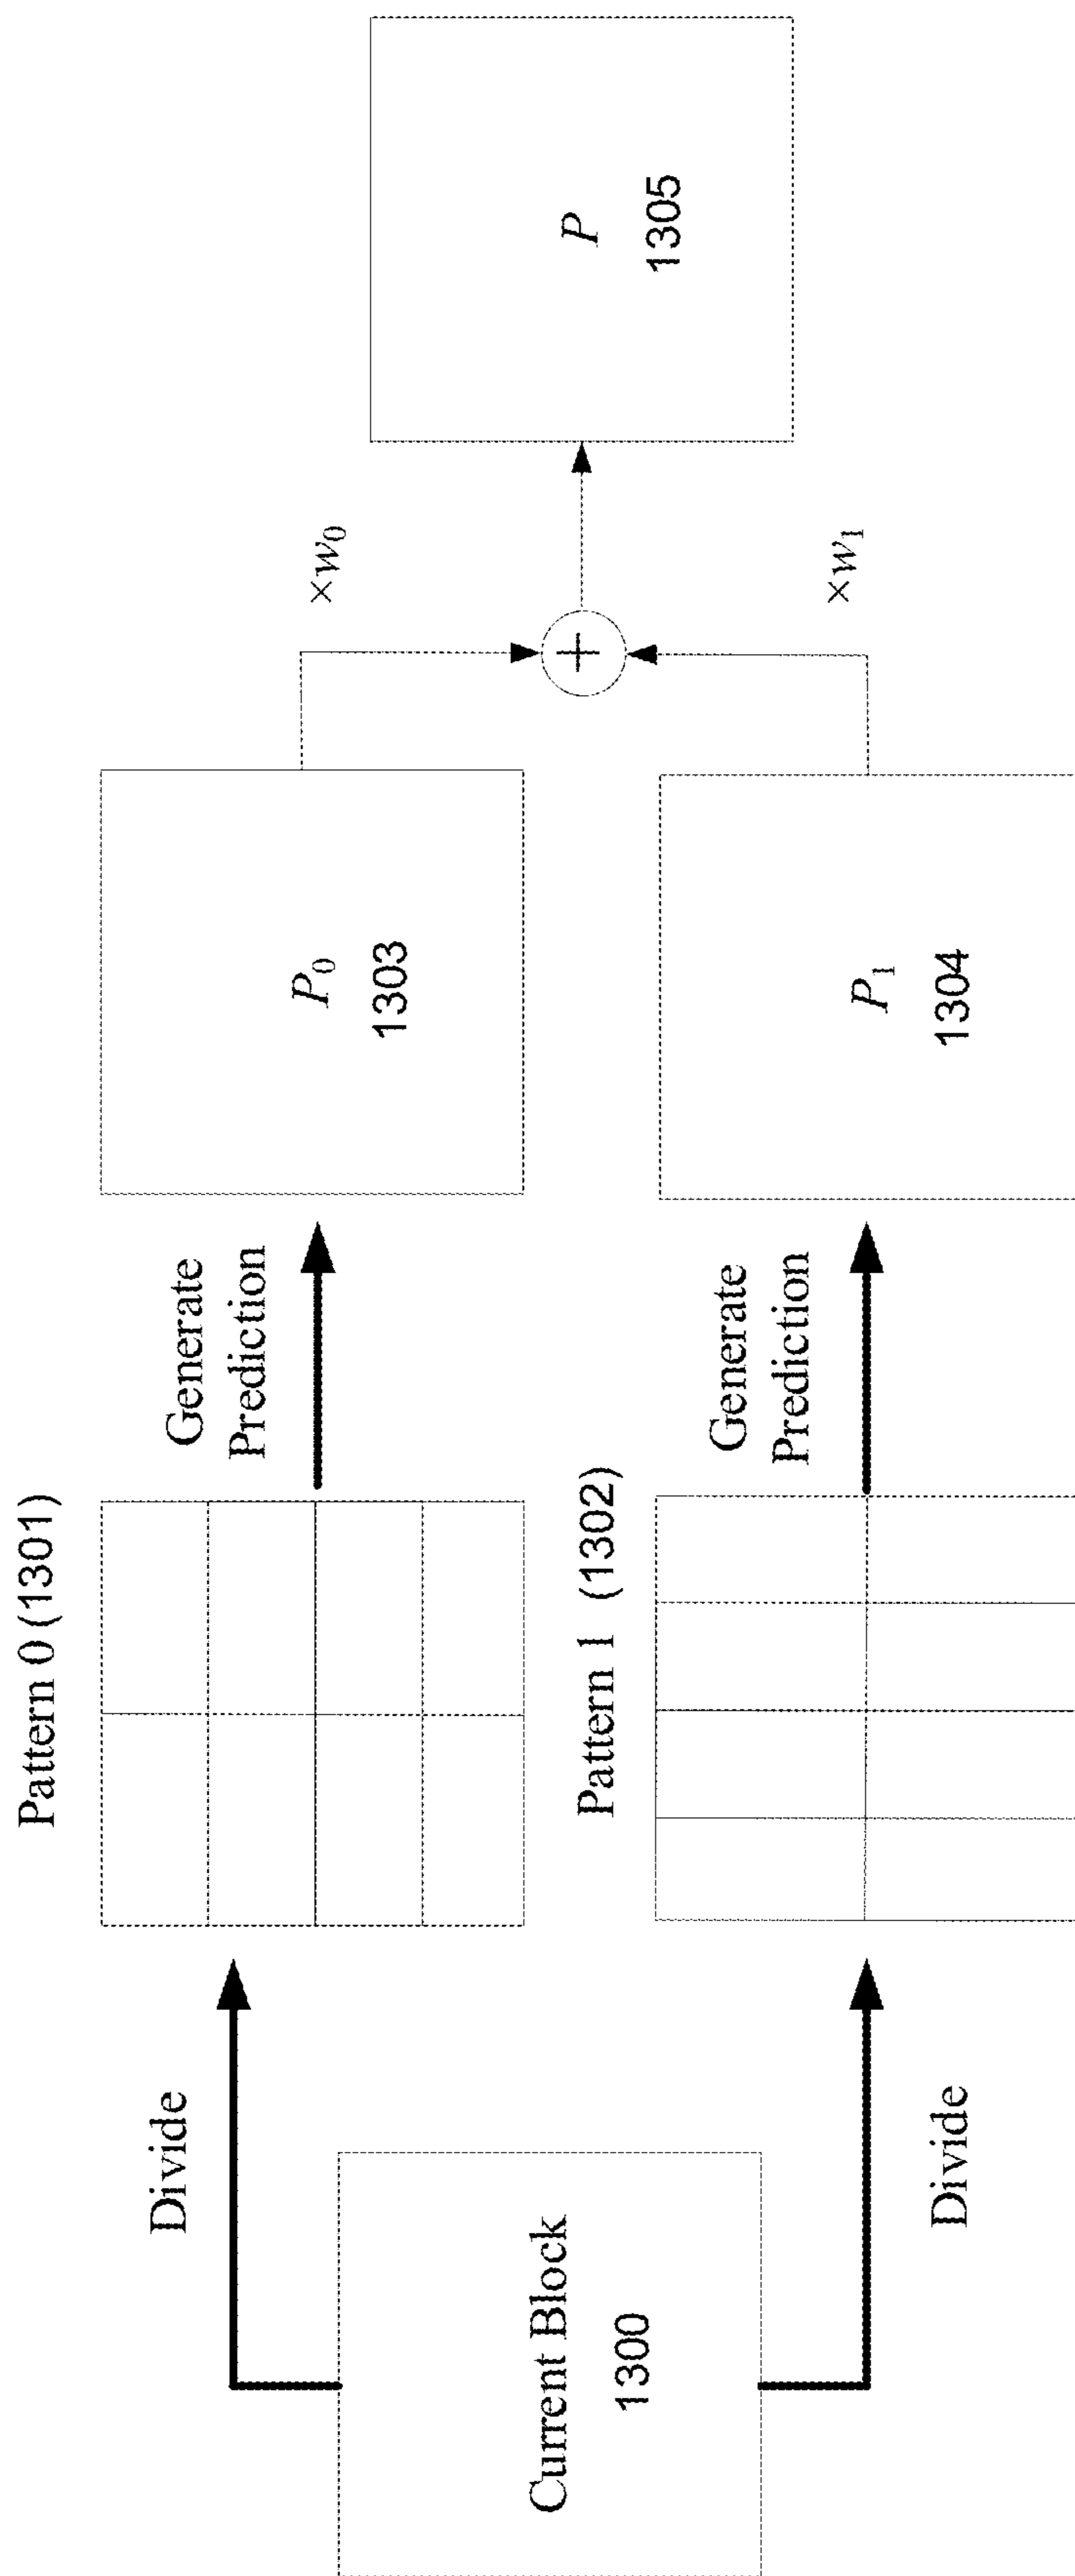 Current Block
1300
Divide
Divide
Pattern 0 (1301)
Pattern 1 (1302)
Generate
Prediction
Generate
Prediction
P₀
1303
P₁
1304
×w₀
×w₁
+
P
1305